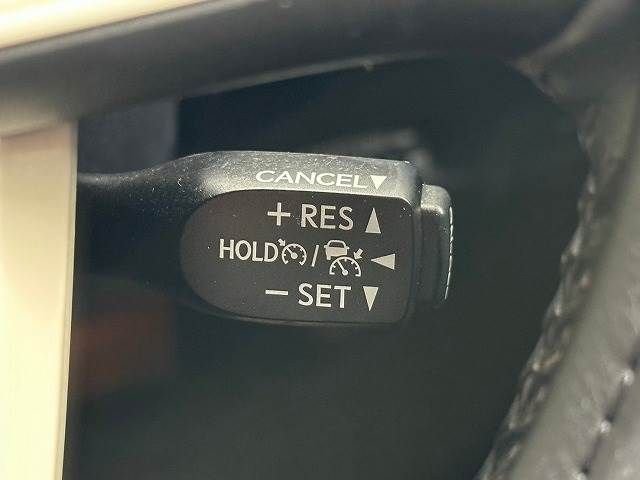 CANCEL▼
+ RES ▲
HOLD / ◀
− SET ▼